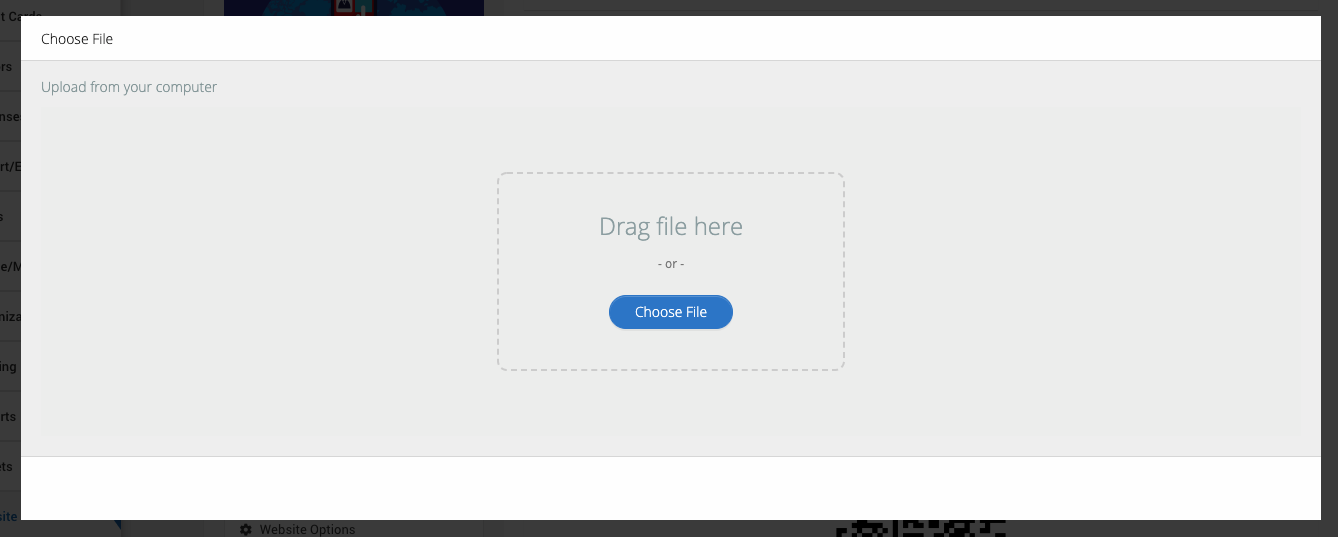 t Cards
Choose File
rs
Upload from your computer
nse
rt/E
s
Drag file here
- or -
e/M
Choose File
niza
ing
rts
ets
site
Website Options